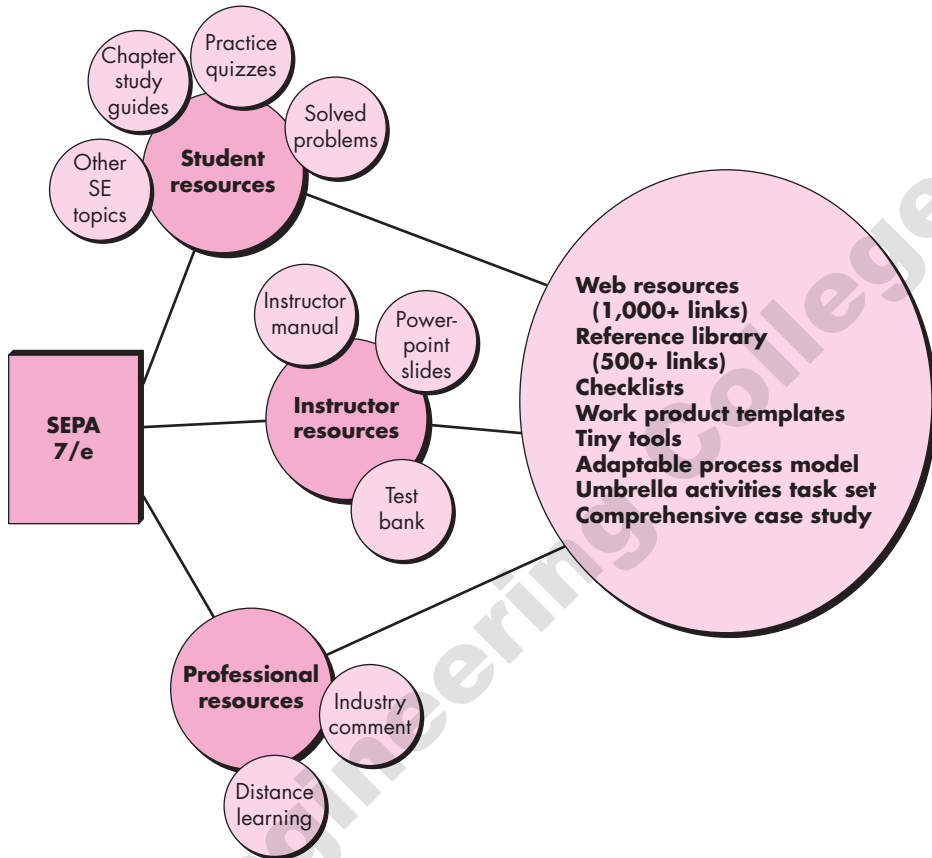 Practice
quizzes
Chapter
study
guides
Solved
problems
Other
SE
topics
Student
resources
Instructor
manual
Power-
point
slides
Instructor
resources
Test
bank
SEPA
7/e
Web resources
(1,000+ links)
Reference library
(500+ links)
Checklists
Work product templates
Tiny tools
Adaptable process model
Umbrella activities task set
Comprehensive case study
Professional
resources
Industry
comment
Distance
learning
gineering College